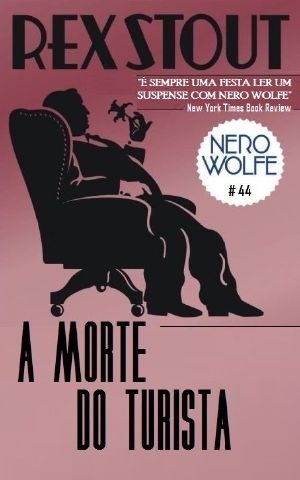 REX STOUT
"É SEMPRE UMA FESTA LER UM
SUSPENSE COM NERO WOLFE"
New York Times Book Review
NERO
WOLFE
# 44
A MORTE
DO TURISTA